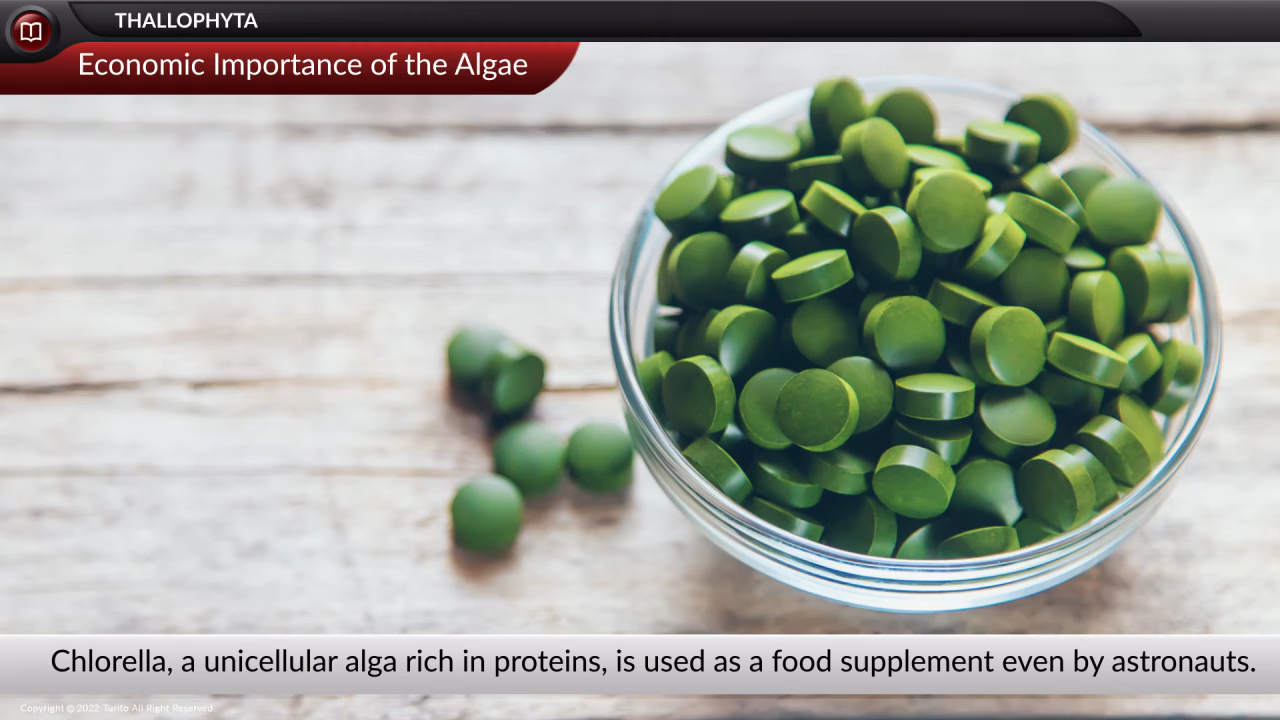 THALLOPHYTA
Economic Importance of the Algae
Chlorella, a unicellular alga rich in proteins, is used as a food supplement even by astronauts.
Copyright © 2022 Turito All Right Reserved.